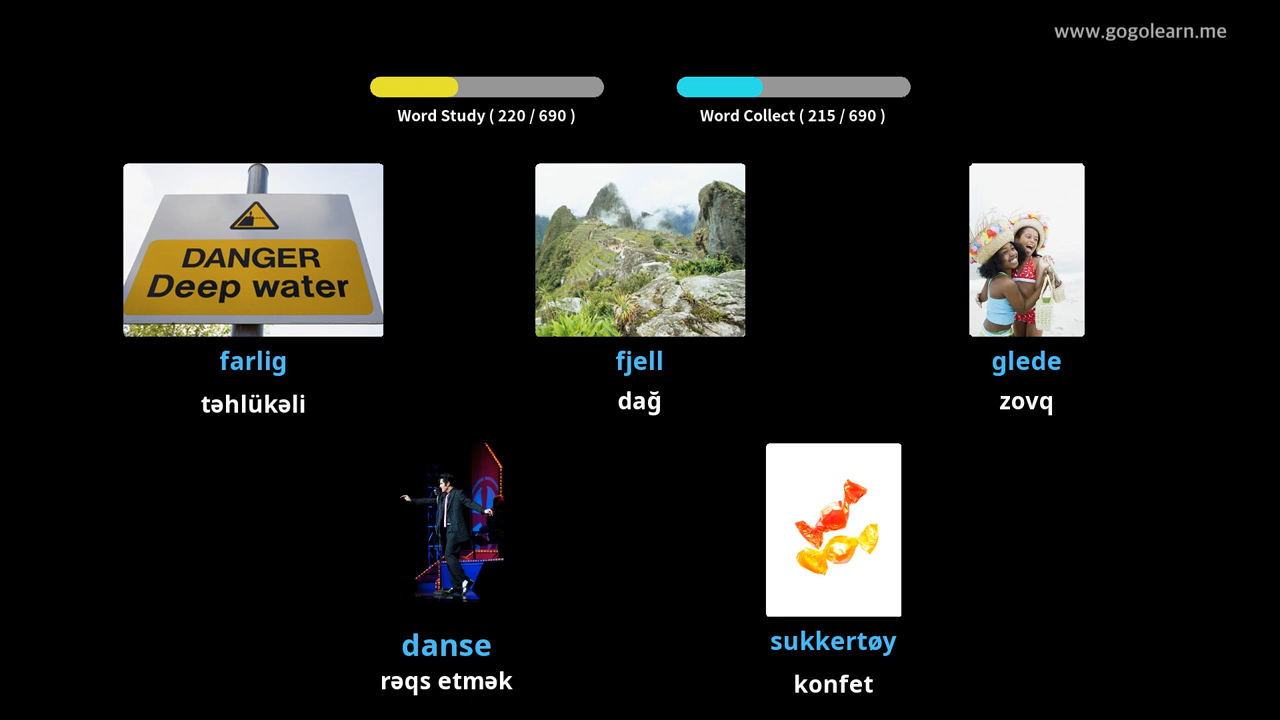 www.gogolearn.me
Word Study ( 220 / 690 )
Word Collect ( 215 / 690 )
DANGER
Deep water
farlig
təhlükəli
fjell
dağ
glede
zovq
danse
rəqs etmək
sukkertøy
konfet